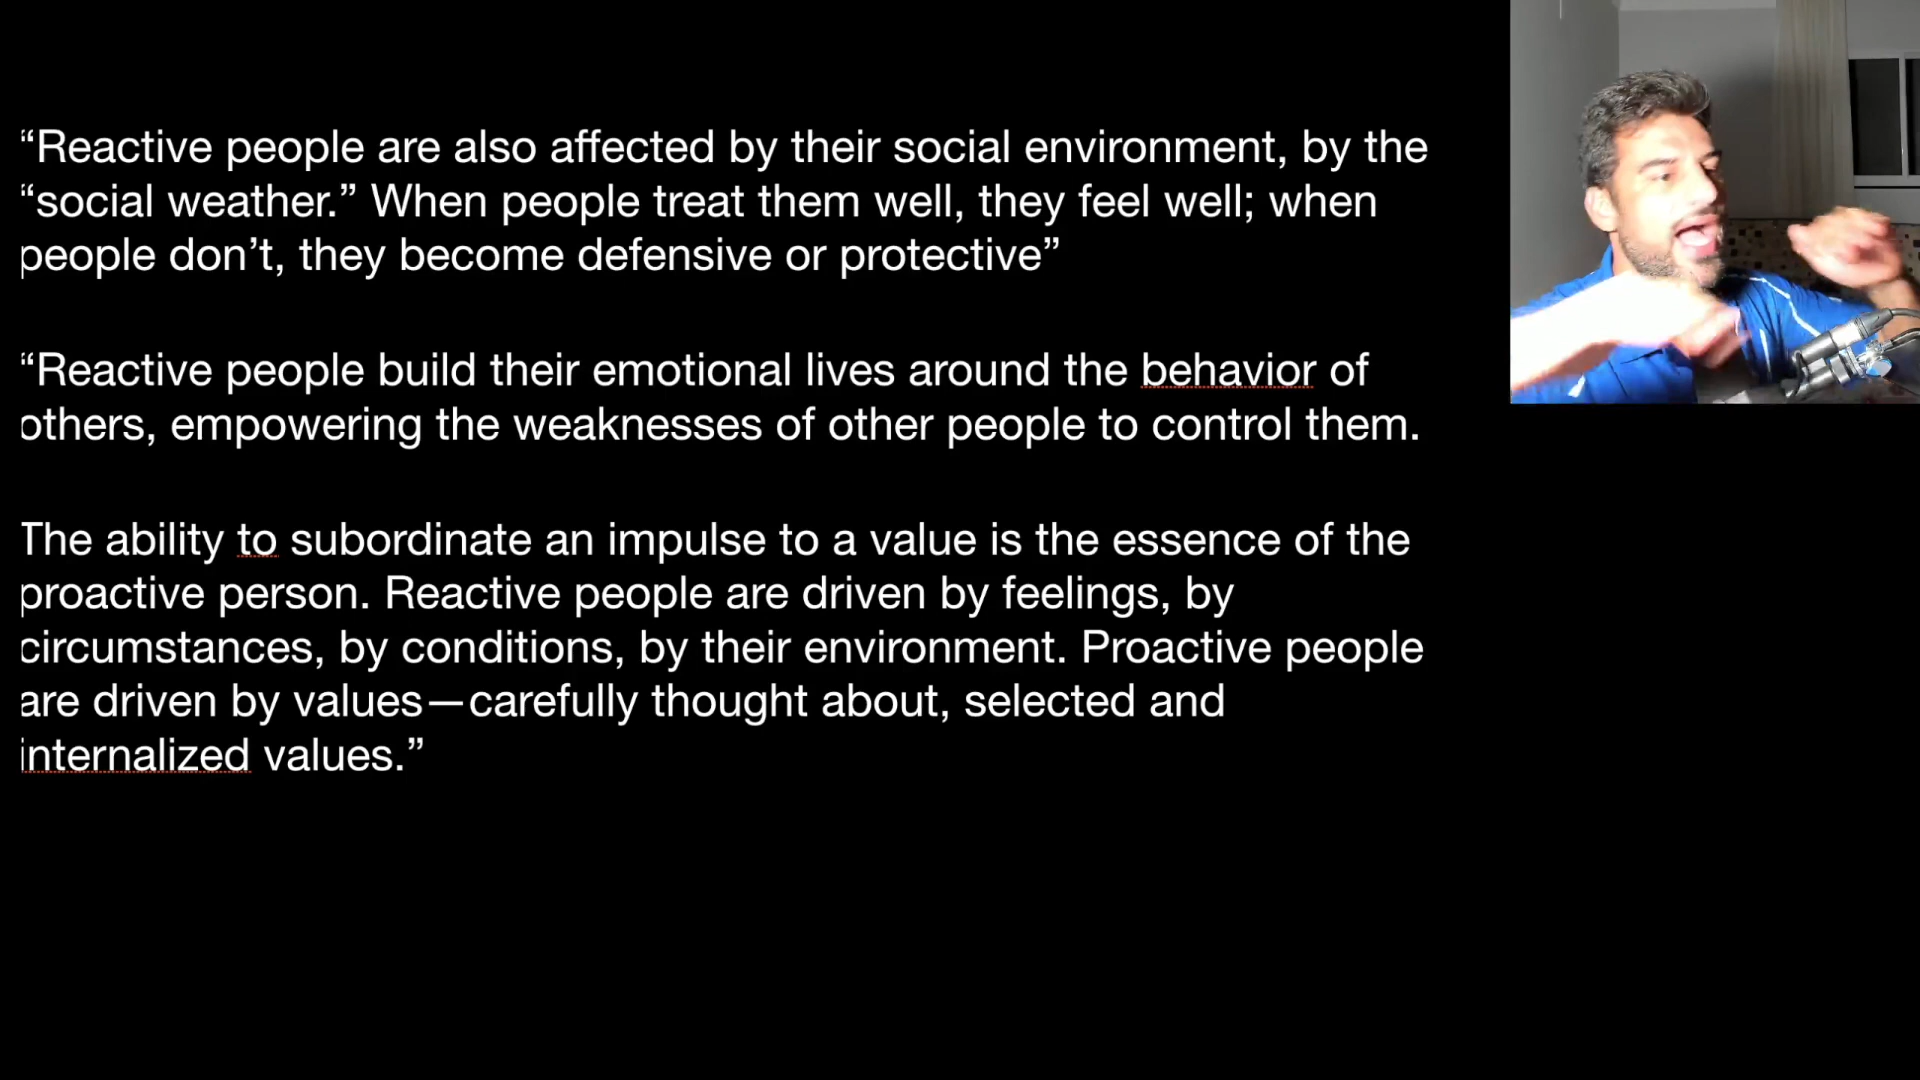 “Reactive people are also affected by their social environment, by the
“social weather.” When people treat them well, they feel well; when
people don’t, they become defensive or protective”
“Reactive people build their emotional lives around the behavior of
others, empowering the weaknesses of other people to control them.
The ability to subordinate an impulse to a value is the essence of the
proactive person. Reactive people are driven by feelings, by
circumstances, by conditions, by their environment. Proactive people
are driven by values—carefully thought about, selected and
internalized values.”